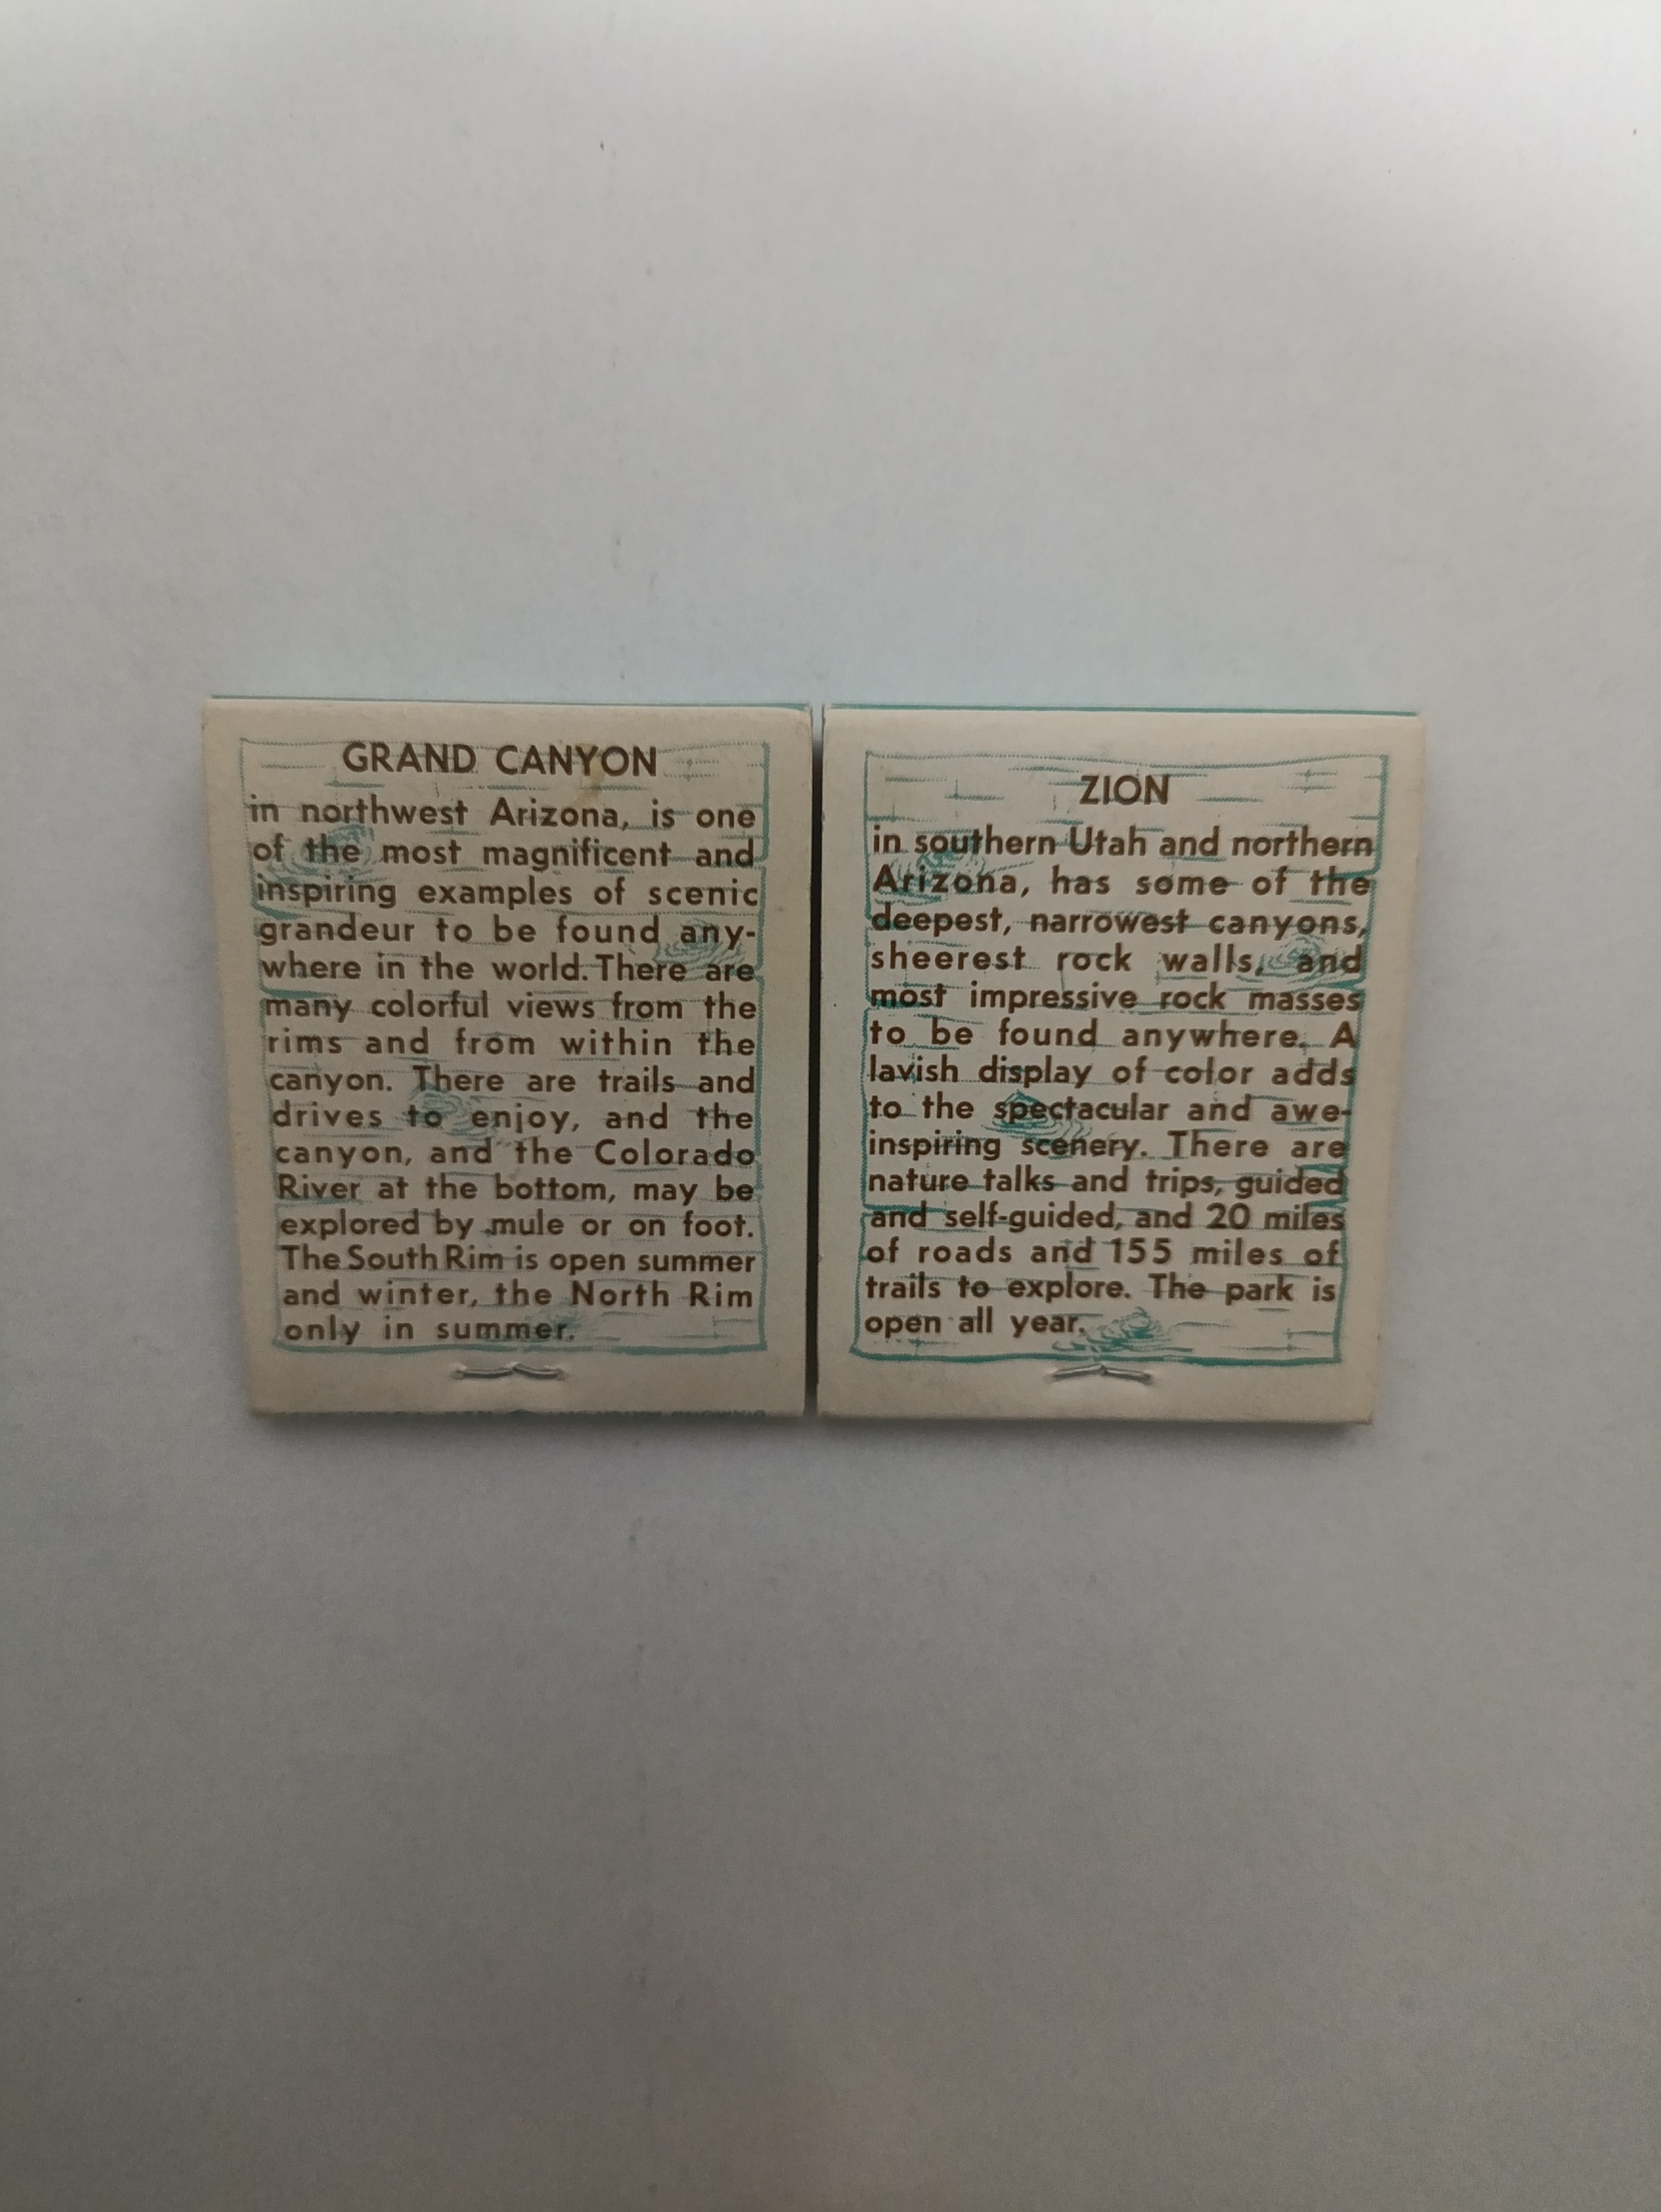 GRAND CANYON
in northwest Arizona, is one
of the most magnificent and
inspiring examples of scenic
grandeur to be found any-
where in the world. There are
many colorful views from the
rims and from within the
canyon. There are trails and
drives to enjoy, and the
canyon, and the Colorado
River at the bottom, may be
explored by mule or on foot.
The South Rim is open summer
and winter, the North Rim
only in summer.
ZION
in southern Utah and northern
Arizona, has some of the
deepest, narrowest canyons,
sheerest rock walls, and
most impressive rock masses
to be found anywhere. A
lavish display of color adds
to the spectacular and awe-
inspiring scenery. There are
nature talks and trips, guided
and self-guided, and 20 miles
of roads and 155 miles of
trails to explore. The park is
open all year.